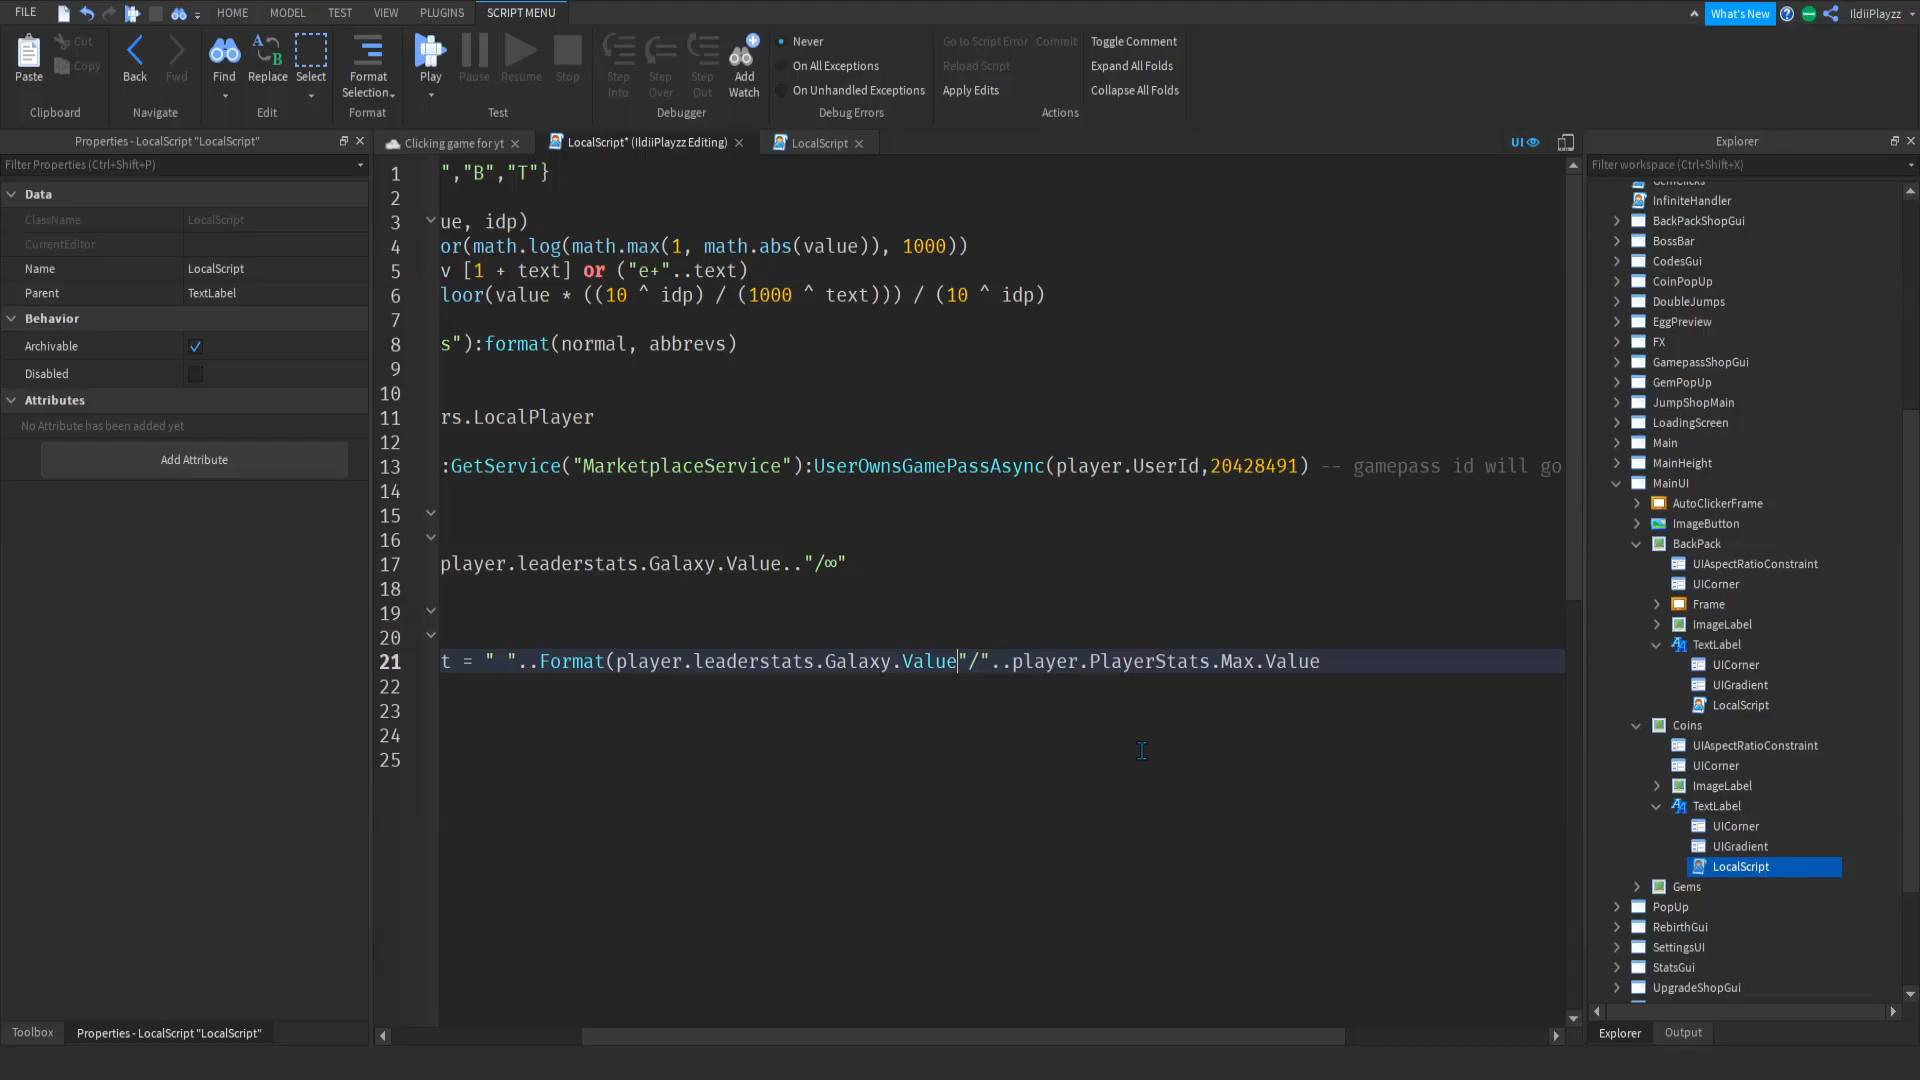 FILE HOME MODEL TEST VIEW PLUGINS SCRIPT MENU What's New IldiiPlayzz
Paste Cut Copy Back Fwd Find Replace Select Format Selection Play Pause Resume Stop Step Into Step Over Step Out Add Watch
Never
On All Exceptions
On Unhandled Exceptions
Go to Script Error Commit
Reload Script
Apply Edits
Toggle Comment
Expand All Folds
Collapse All Folds
Clipboard Navigate Edit Format Test Debugger Debug Errors Actions
Properties - LocalScript "LocalScript"
Filter Properties (Ctrl+Shift+P)
Data
ClassName LocalScript
CurrentEditor
Name LocalScript
Parent TextLabel
Behavior
Archivable
Disabled
Attributes
No Attribute has been added yet
Add Attribute
Toolbox Properties - LocalScript "LocalScript"
Clicking game for yt LocalScript* (IldiiPlayzz Editing) LocalScript UI
1 ","B","T"}
2
3 ue, idp)
4 or(math.log(math.max(1, math.abs(value)), 1000))
5 v [1 + text] or ("e+"..text)
6 loor(value * ((10 ^ idp) / (1000 ^ text))) / (10 ^ idp)
7
8 s"):format(normal, abbrevs)
9
10
11 rs.LocalPlayer
12
13 :GetService("MarketplaceService"):UserOwnsGamePassAsync(player.UserId,20428491) -- gamepass id will go
14
15
16
17 player.leaderstats.Galaxy.Value.."/∞"
18
19
20
21 t = " "..Format(player.leaderstats.Galaxy.Value"/"..player.PlayerStats.Max.Value
22
23
24
25
Explorer
Filter workspace (Ctrl+Shift+X)
GemClicks
InfiniteHandler
BackPackShopGui
BossBar
CodesGui
CoinPopUp
DoubleJumps
EggPreview
FX
GamepassShopGui
GemPopUp
JumpShopMain
LoadingScreen
Main
MainHeight
MainUI
AutoClickerFrame
ImageButton
BackPack
UIAspectRatioConstraint
UICorner
Frame
ImageLabel
TextLabel
UICorner
UIGradient
LocalScript
Coins
UIAspectRatioConstraint
UICorner
ImageLabel
TextLabel
UICorner
UIGradient
LocalScript
Gems
PopUp
RebirthGui
SettingsUI
StatsGui
UpgradeShopGui
Explorer Output